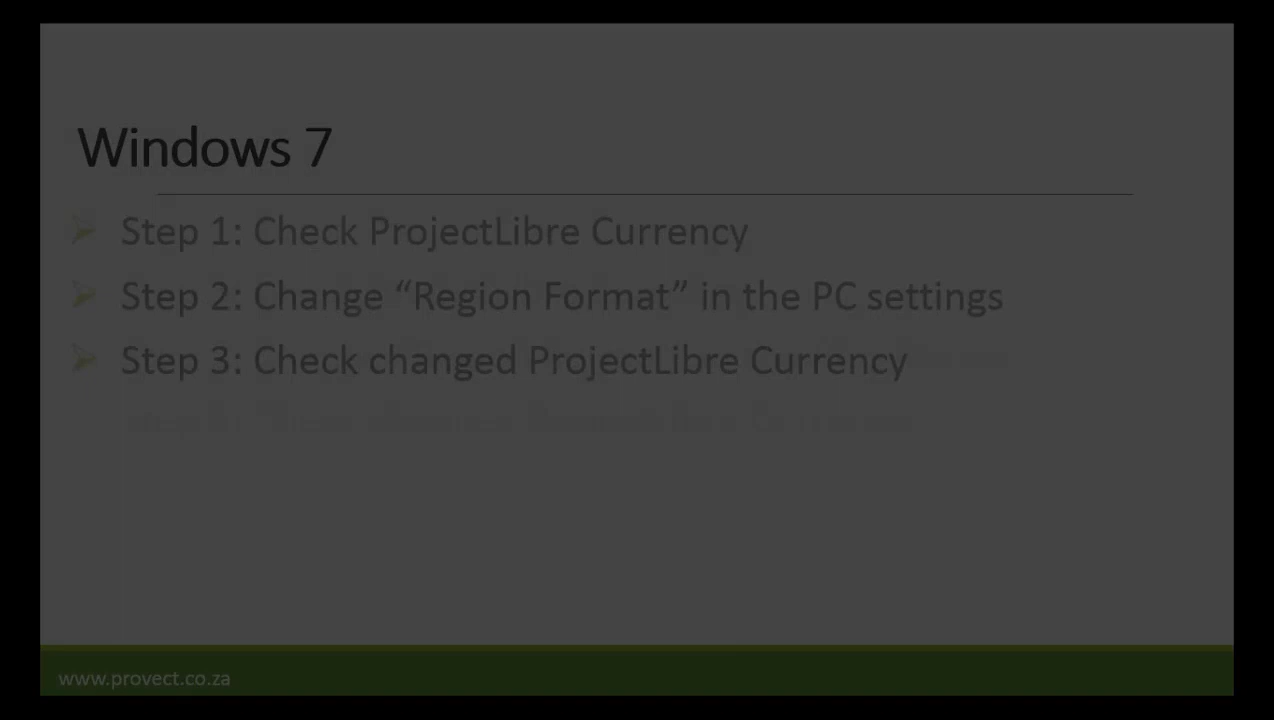 Windows 7
Step 1: Check ProjectLibre Currency
Step 2: Change “Region Format” in the PC settings
Step 3: Check changed ProjectLibre Currency
www.provect.co.za